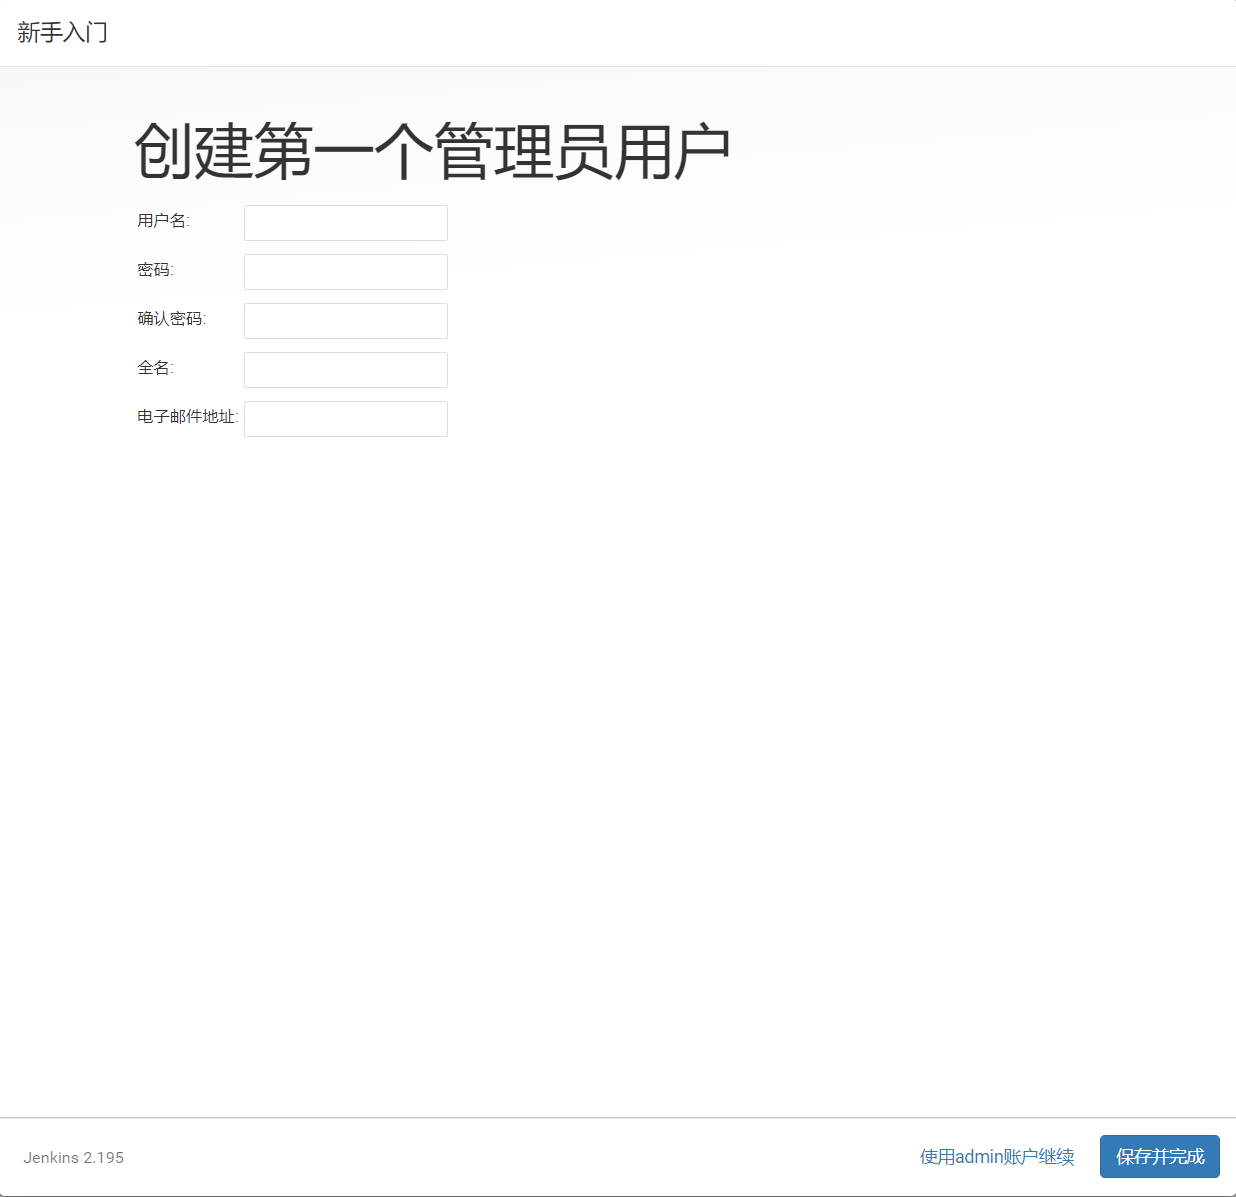 新手入门
创建第一个管理员用户
用户名:
密码:
确认密码:
全名:
电子邮件地址:
Jenkins 2.195
使用admin账户继续
保存并完成